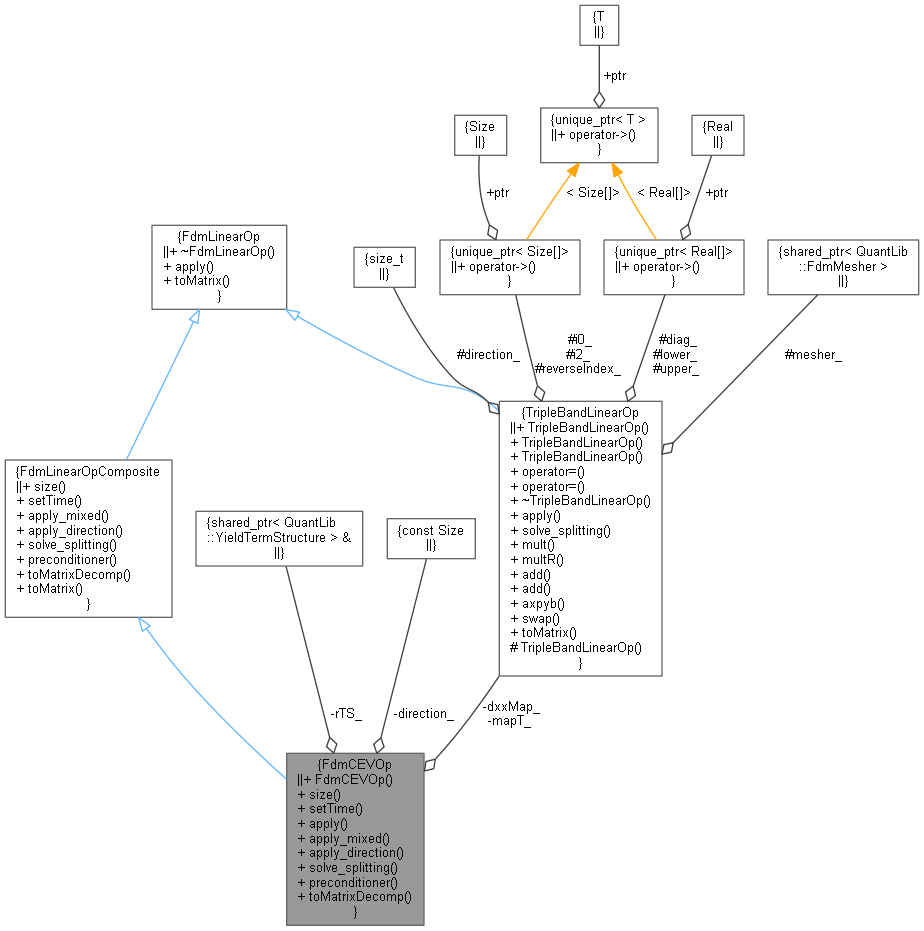 {T
||}
+ptr
{unique_ptr< T >
||+ operator->()
}
{Size
||}
{Real
||}
+ptr
< Size[]>
< Real[]>
+ptr
{FdmLinearOp
||+ ~FdmLinearOp()
+ apply()
+ toMatrix()
}
{size_t
||}
{unique_ptr< Size[]>
||+ operator->()
}
{unique_ptr< Real[]>
||+ operator->()
}
{shared_ptr< QuantLib
::FdmMesher >
||}
#direction_
#i0_
#i2_
#reverseIndex_
#diag_
#lower_
#upper_
#mesher_
{TripleBandLinearOp
||+ TripleBandLinearOp()
+ TripleBandLinearOp()
+ TripleBandLinearOp()
+ operator=()
+ operator=()
+ ~TripleBandLinearOp()
+ apply()
+ solve_splitting()
+ mult()
+ multR()
+ add()
+ add()
+ axpyb()
+ swap()
+ toMatrix()
# TripleBandLinearOp()
}
{FdmLinearOpComposite
||+ size()
+ setTime()
+ apply_mixed()
+ apply_direction()
+ solve_splitting()
+ preconditioner()
+ toMatrixDecomp()
+ toMatrix()
}
{shared_ptr< QuantLib
::YieldTermStructure > &
||}
{const Size
||}
-rTS_
-direction_
-dxxMap_
-mapT_
{FdmCEVOp
||+ FdmCEVOp()
+ size()
+ setTime()
+ apply()
+ apply_mixed()
+ apply_direction()
+ solve_splitting()
+ preconditioner()
+ toMatrixDecomp()
}